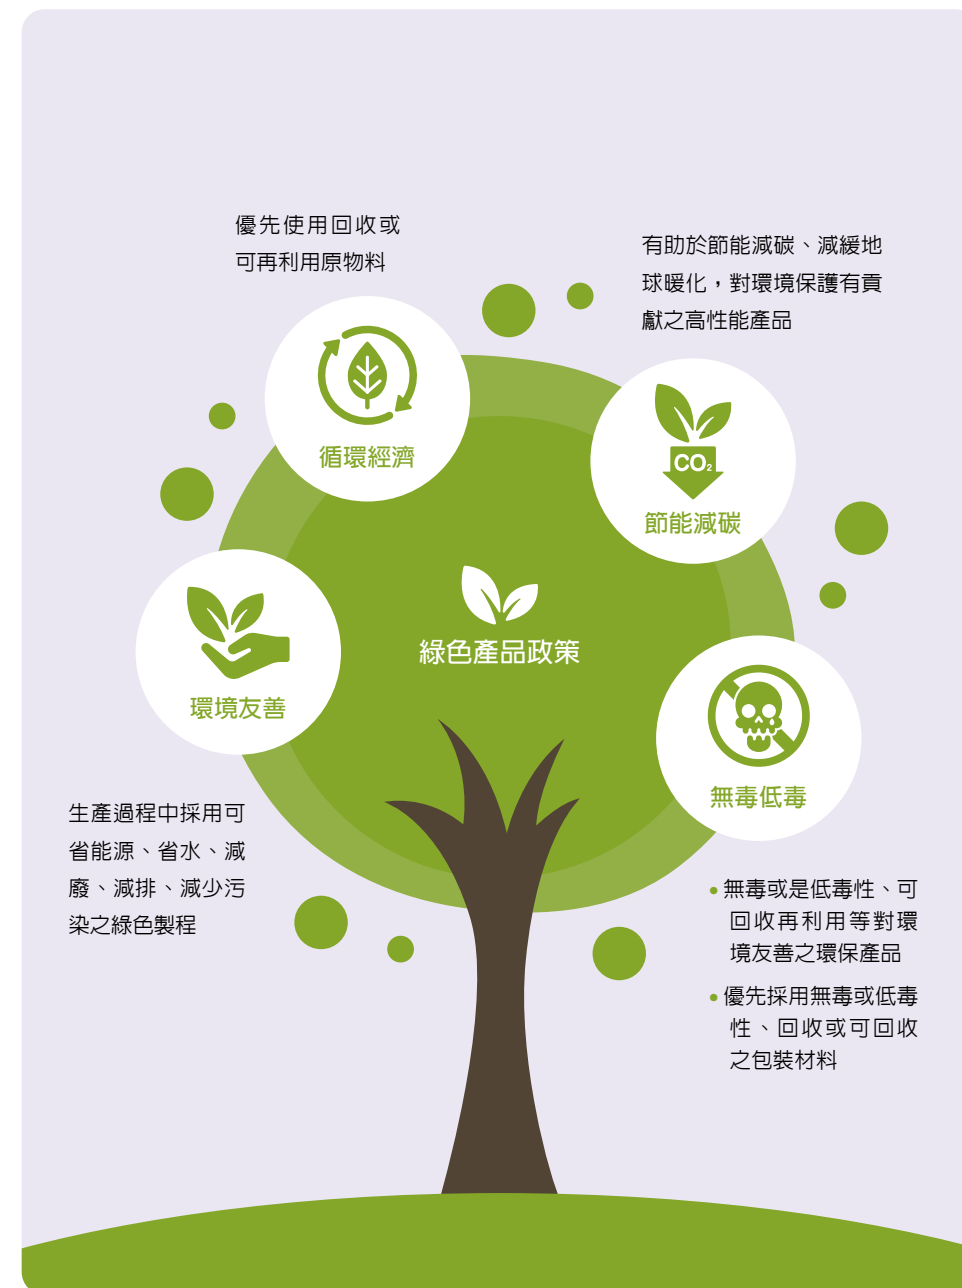 優先使用回收或
可再利用原物料
循環經濟
有助於節能減碳、減緩地
球暖化，對環境保護有貢
獻之高性能產品
CO₂
節能減碳
綠色產品政策
環境友善
生產過程中採用可
省能源、省水、減
廢、減排、減少污
染之綠色製程
無毒低毒
• 無毒或是低毒性、可
回收再利用等對環
境友善之環保產品
• 優先採用無毒或低毒
性、回收或可回收
之包裝材料